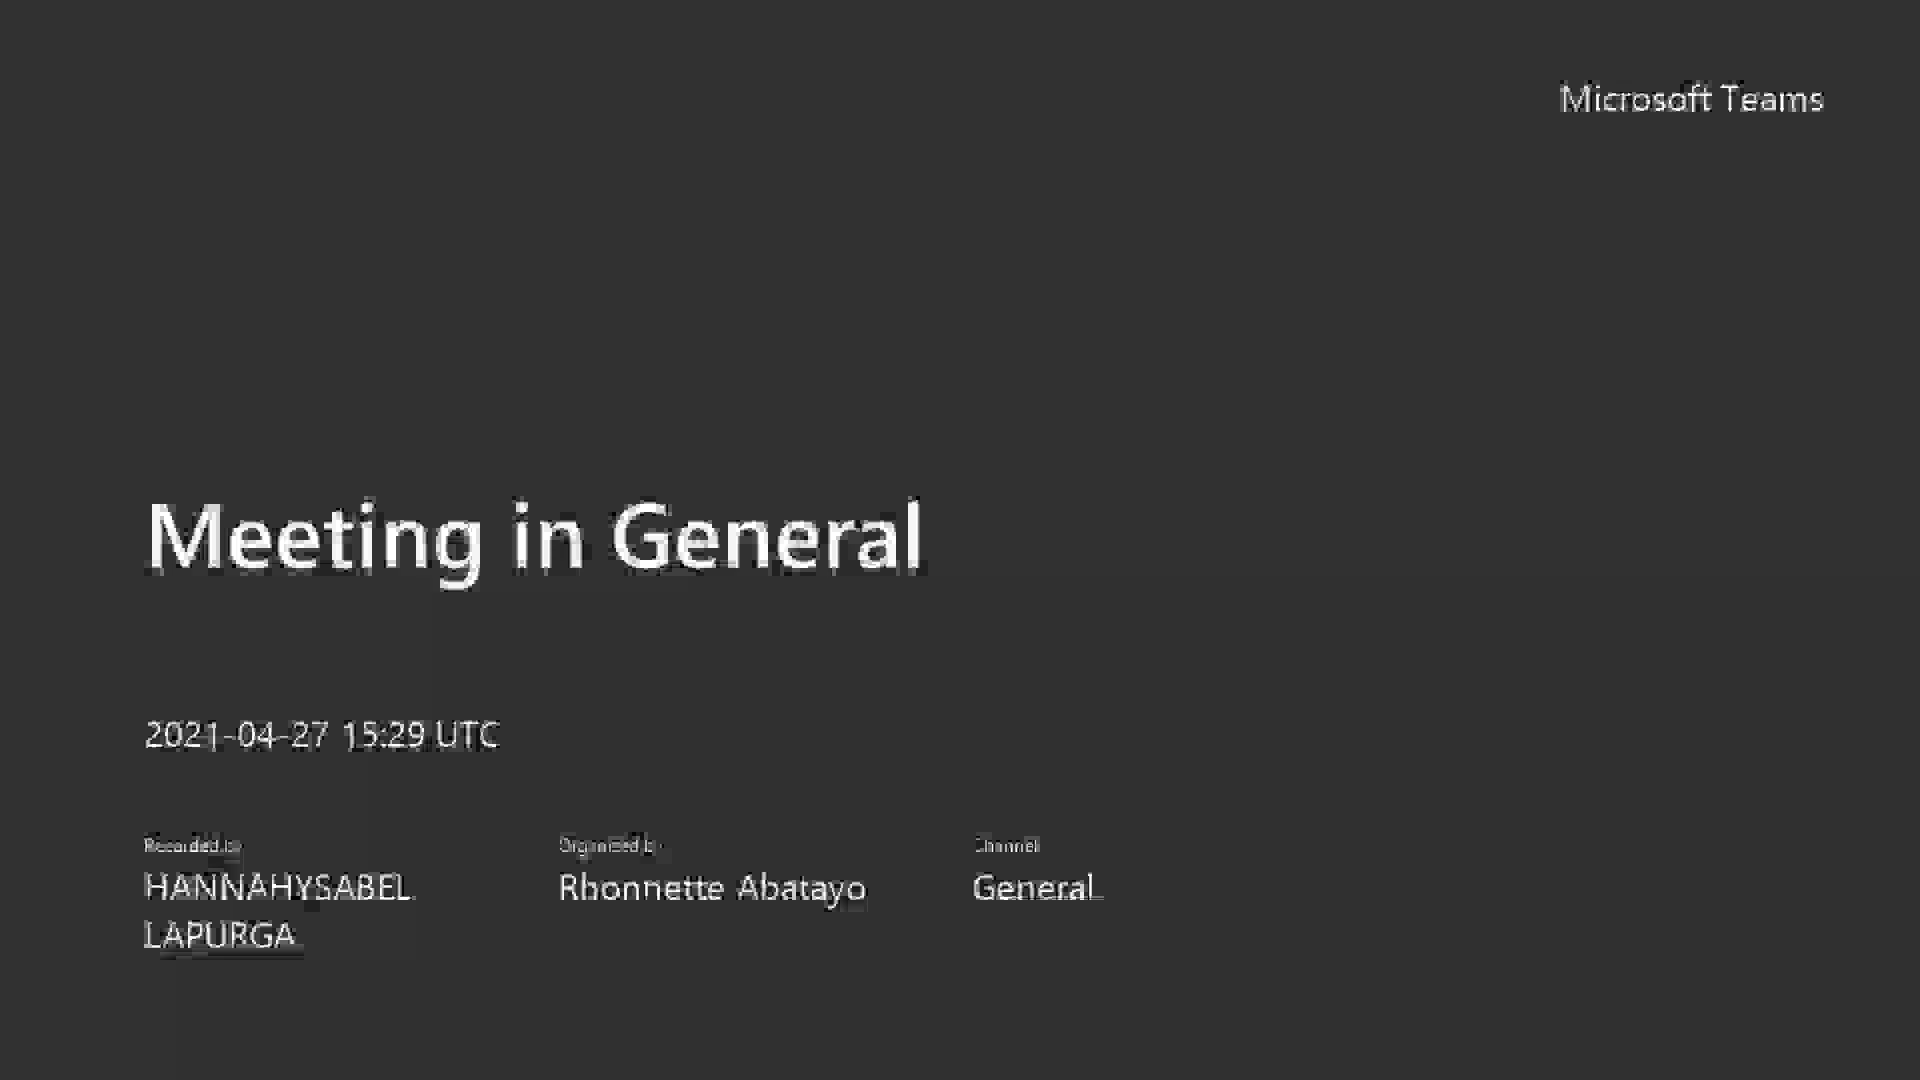 Microsoft Teams
Meeting in General
2021-04-27 15:29 UTC
Recorded by
Organized by
Channel
HANNAHYSABEL
LAPURGA
Rbonnette Abatayo
General